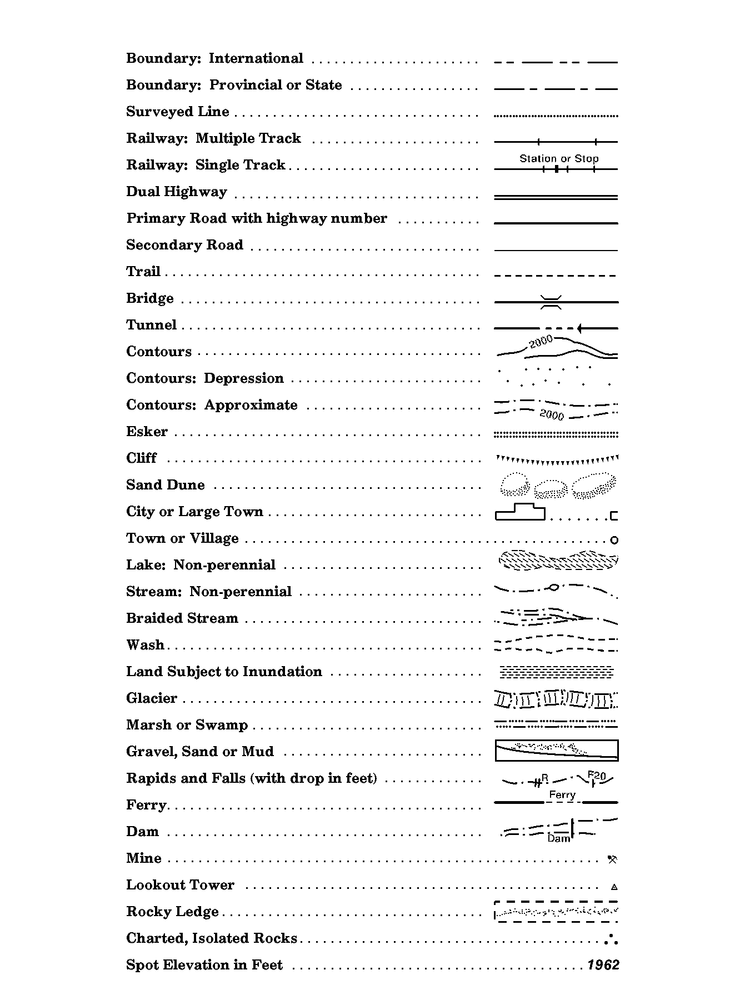 Boundary: International
Boundary: Provincial or State
Surveyed Line
Railway: Multiple Track
Station or Stop
Railway: Single Track
Dual Highway
Primary Road with highway number
Secondary Road
Trail
Bridge
Tunnel
2000
Contours
Contours: Depression
Contours: Approximate
2000
Esker
Cliff
Sand Dune
City or Large Town
Town or Village
Lake: Non-perennial
Stream: Non-perennial
Braided Stream
Wash
Land Subject to Inundation
Glacier
Marsh or Swamp
Gravel, Sand or Mud
Rapids and Falls (with drop in feet) R F20
Ferry
Ferry
Dam
Dam
Mine
Lookout Tower
Rocky Ledge
Charted, Isolated Rocks
Spot Elevation in Feet 1962